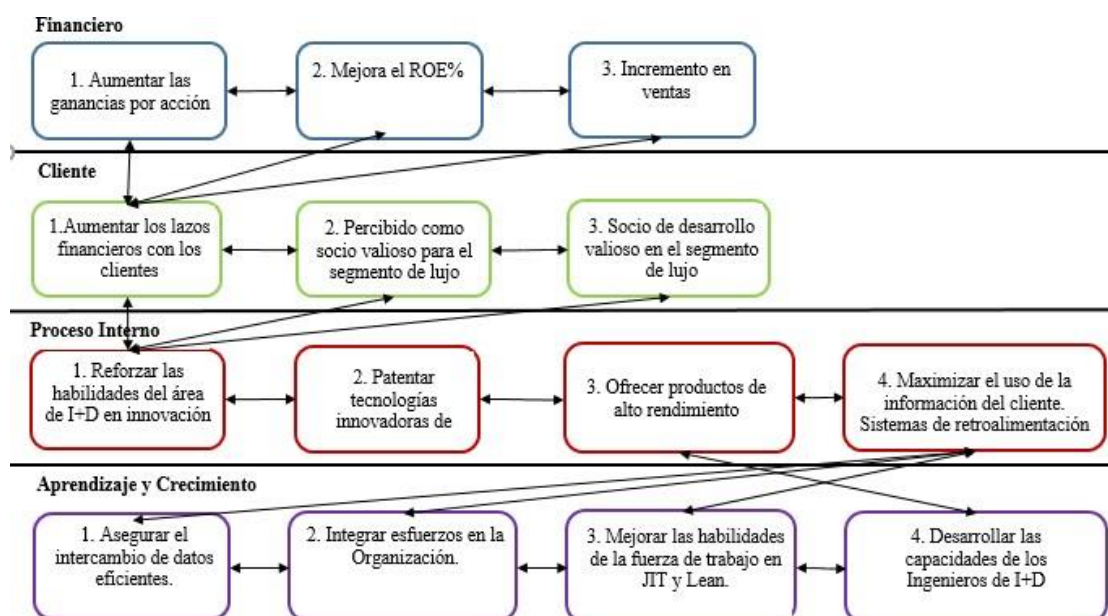 Financiero
1. Aumentar las
ganancias por acción
2. Mejora el ROE%
3. Incremento en
ventas
Cliente
1.Aumentar los lazos
financieros con los
clientes
2. Percibido como
socio valioso para el
segmento de lujo
3. Socio de desarrollo
valioso en el segmento
de lujo
Proceso Interno
1. Reforzar las
habilidades del área
de I+D en innovación
2. Patentar
tecnologías
innovadoras de
3. Ofrecer productos de
alto rendimiento
4. Maximizar el uso de la
información del cliente.
Sistemas de retroalimentación
Aprendizaje y Crecimiento
1. Asegurar el
intercambio de datos
eficientes.
2. Integrar esfuerzos en la
Organización.
3. Mejorar las habilidades
de la fuerza de trabajo en
JIT y Lean.
4. Desarrollar las
capacidades de los
Ingenieros de I+D